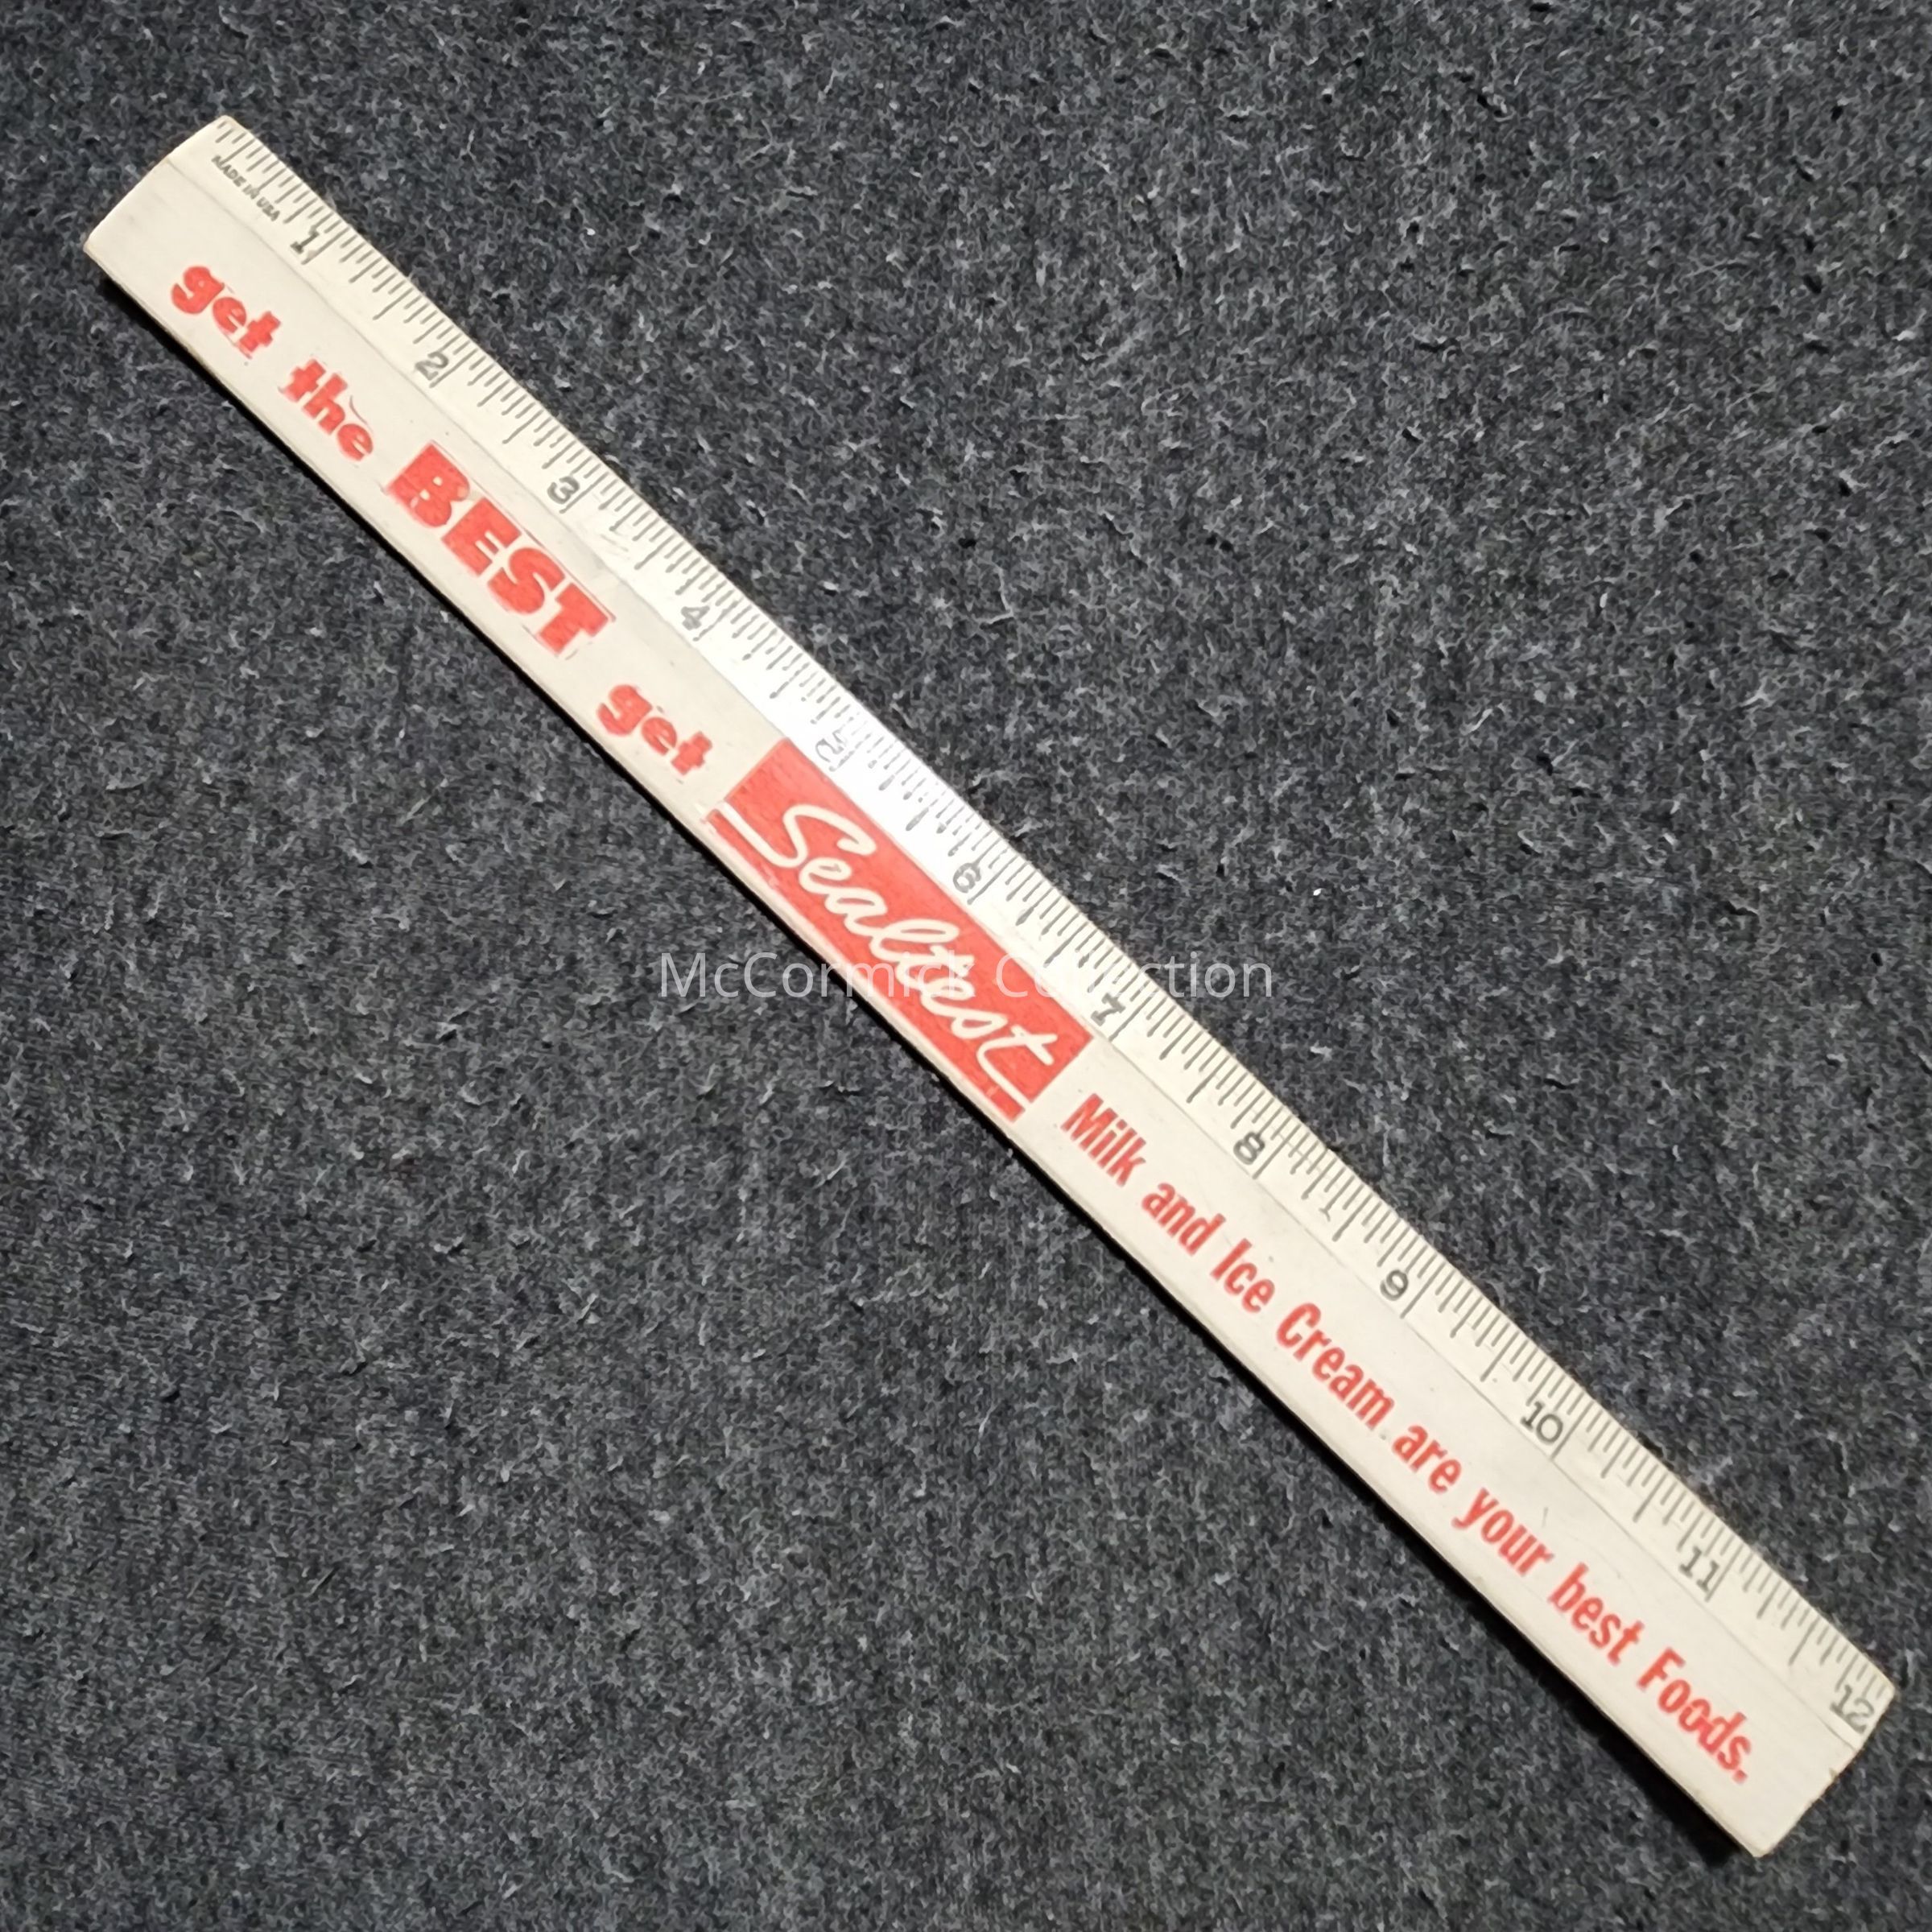 MADE IN USA
1 2 3 4 5 6 7 8 9 10 11 12
get the BEST get Sealtest Milk and Ice Cream are your best Foods.
McCormick Collection